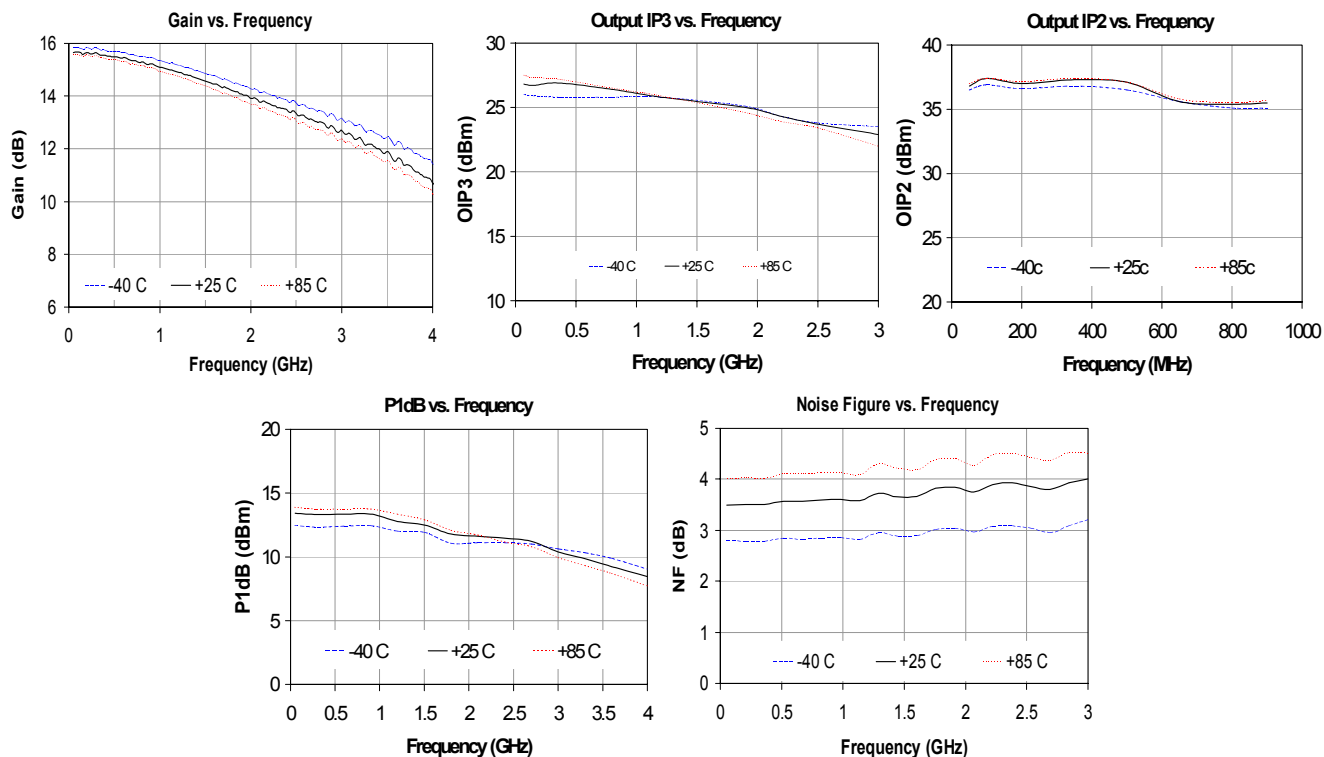 Gain vs. Frequency
16
14
12
10
8
6
0
1
2
3
4
Gain (dB)
-40 C
+25 C
+85 C
Frequency (GHz)
Output IP3 vs. Frequency
30
25
20
15
10
0
0.5
1
1.5
2
2.5
3
OIP3 (dBm)
-40 C
+25 C
+85 C
Frequency (GHz)
Output IP2 vs. Frequency
40
35
30
25
20
0
200
400
600
800
1000
OIP2 (dBm)
-40c
+25c
+85c
Frequency (MHz)
P1dB vs. Frequency
20
15
10
5
0
0
0.5
1
1.5
2
2.5
3
3.5
4
P1dB (dBm)
-40 C
+25 C
+85 C
Frequency (GHz)
Noise Figure vs. Frequency
5
4
3
2
1
0
0
0.5
1
1.5
2
2.5
3
NF (dB)
-40 C
+25 C
+85 C
Frequency (GHz)